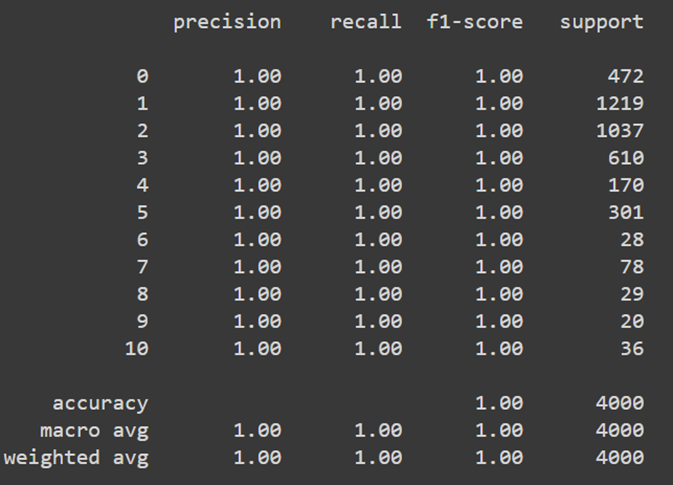 precision recall f1-score support
0 1.00 1.00 1.00 472
1 1.00 1.00 1.00 1219
2 1.00 1.00 1.00 1037
3 1.00 1.00 1.00 610
4 1.00 1.00 1.00 170
5 1.00 1.00 1.00 301
6 1.00 1.00 1.00 28
7 1.00 1.00 1.00 78
8 1.00 1.00 1.00 29
9 1.00 1.00 1.00 20
10 1.00 1.00 1.00 36
accuracy 1.00 4000
macro avg 1.00 1.00 1.00 4000
weighted avg 1.00 1.00 1.00 4000